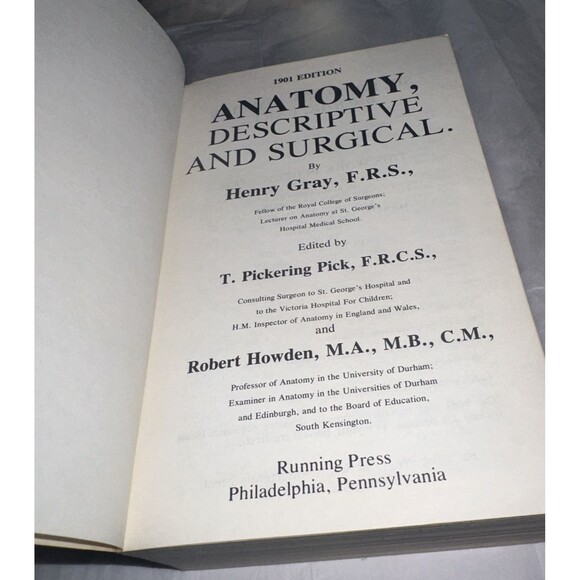 1901 EDITION
ANATOMY,
DESCRIPTIVE
AND SURGICAL.
By
Henry Gray, F.R.S.,
Fellow of the Royal College of Surgeons;
Lecturer on Anatomy at St. George's
Hospital Medical School.
Edited by
T. Pickering Pick, F.R.C.S.,
Consulting Surgeon to St. George's Hospital and
to the Victoria Hospital For Children;
H.M. Inspector of Anatomy in England and Wales,
and
Robert Howden, M.A., M.B., C.M.,
Professor of Anatomy in the University of Durham;
Examiner in Anatomy in the Universities of Durham
and Edinburgh, and to the Board of Education,
South Kensington.
Running Press
Philadelphia, Pennsylvania